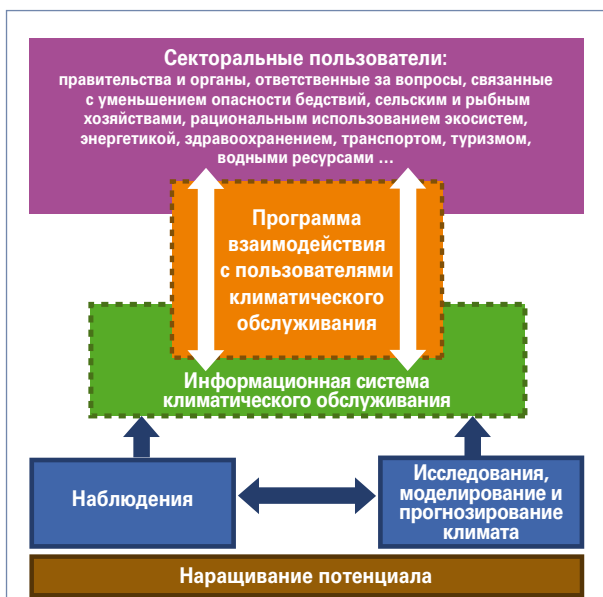 Секторальные пользователи:
правительства и органы, ответственные за вопросы, связанные
с уменьшением опасности бедствий, сельским и рыбным
хозяйствами, рациональным использованием экосистем,
энергетикой, здравоохранением, транспортом, туризмом,
водными ресурсами ...
Программа
взаимодействия
с пользователями
климатического
обслуживания
Информационная система
климатического обслуживания
Наблюдения
Исследования,
моделирование и
прогнозирование
климата
Наращивание потенциала